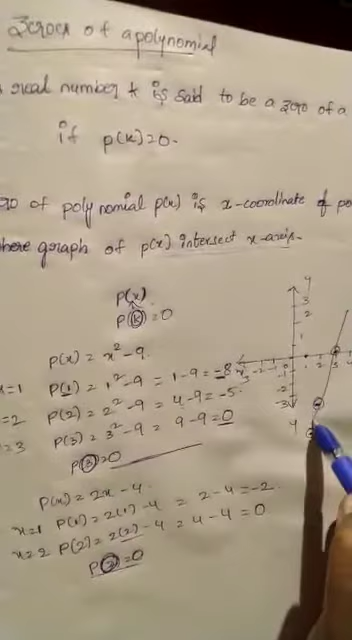 Zeroes of a polynomial
real number k is said to be a zero of a
if p(k)=0.
of polynomial p(x) is x-coordinate of
graph of p(x) intersect x-axis.
P(x)
P(k)=0
P(x) = x²-9.
x=1 P(1) = 1²-9 = 1-9 = -8
=2 P(2) = 2²-9 = 4-9 = -5.
=3 P(3) = 3²-9 = 9-9 = 0
P(3)=0
P(x) = 2x-4.
x=1 P(1) = 2(1)-4 = 2-4 = -2.
x=2 P(2) = 2(2)-4 = 4-4 = 0
P(2)=0